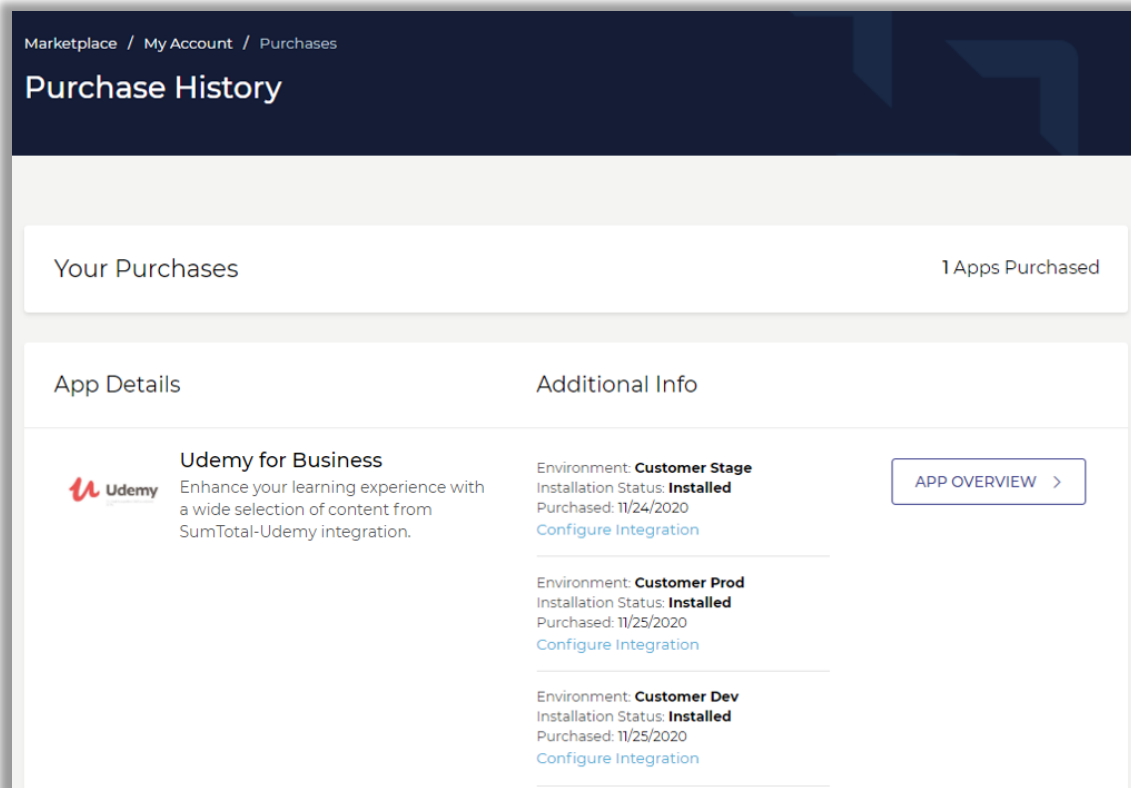 Marketplace / My Account / Purchases
Purchase History
Your Purchases
1 Apps Purchased
App Details
Additional Info
Udemy
Udemy for Business
Enhance your learning experience with
a wide selection of content from
SumTotal-Udemy integration.
Environment: Customer Stage
Installation Status: Installed
Purchased: 11/24/2020
Configure Integration
APP OVERVIEW >
Environment: Customer Prod
Installation Status: Installed
Purchased: 11/25/2020
Configure Integration
Environment: Customer Dev
Installation Status: Installed
Purchased: 11/25/2020
Configure Integration